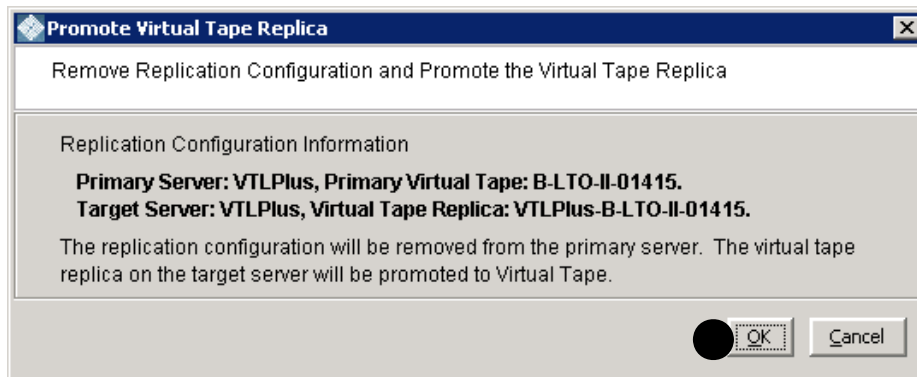 Promote Virtual Tape Replica
Remove Replication Configuration and Promote the Virtual Tape Replica
Replication Configuration Information
Primary Server: VTLPlus, Primary Virtual Tape: B-LTO-II-01415.
Target Server: VTLPlus, Virtual Tape Replica: VTLPlus-B-LTO-II-01415.
The replication configuration will be removed from the primary server.  The virtual tape
replica on the target server will be promoted to Virtual Tape.
OK Cancel